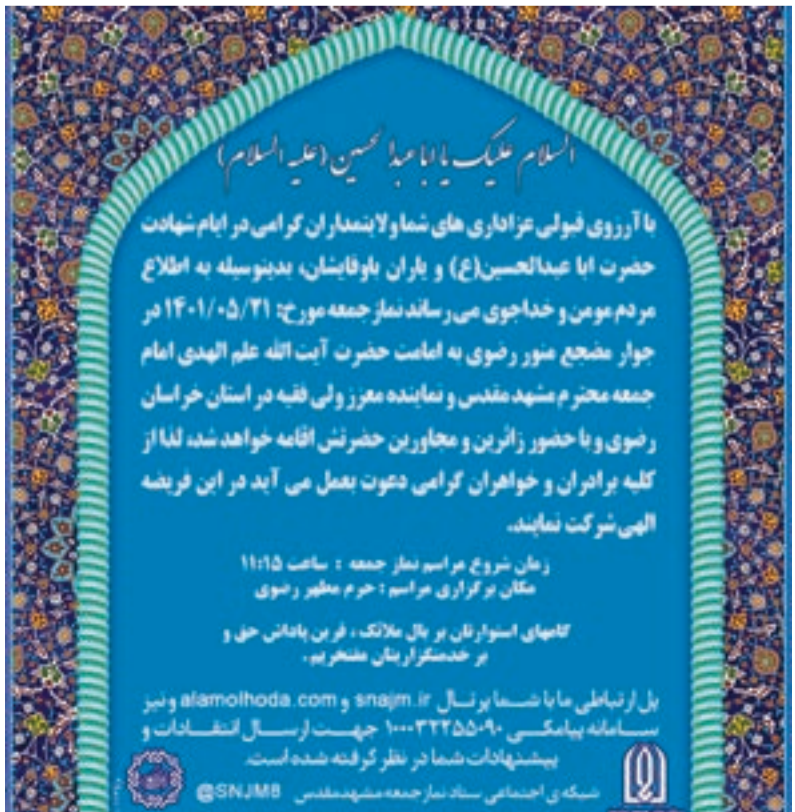 السلام علیک یا ابا عبدالحسین (علیه السلام)
با آرزوی قبولی عزاداری های شما ولایتمداران گرامی در ایام شهادت
حضرت ابا عبدالحسین(ع) و یاران باوفایشان، بدینوسیله به اطلاع
مردم مومن و خداجوی می رساند نماز جمعه مورخ: ۱۴۰۱/۰۵/۲۱ در
جوار مضجع منور رضوی به امامت حضرت آیت الله علم الهدی امام
جمعه محترم مشهد مقدس و نماینده معزز ولی فقیه در استان خراسان
رضوی و با حضور زائرین و مجاورین حضرتش اقامه خواهد شد، لذا از
کلیه برادران و خواهران گرامی دعوت بعمل می آید در این فریضه
الهی شرکت نمایند.
زمان شروع مراسم نماز جمعه : ساعت ۱۱:۱۵
مکان برگزاری مراسم : حرم مطهر رضوی
گامهای استوارتان بر بال ملائک ، قرین پاداش حق و
بر خدمتگزاریتان مفتخریم .
پل ارتباطی ما با شما پرتال snajm.ir و alamolhoda.com و نیز
سامانه پیامکی ۱۰۰۰۳۲۲۵۵۰۹۰ جهت ارسال انتقادات و
پیشنهادات شما در نظر گرفته شده است.
شبکه ی اجتماعی ستاد نماز جمعه مشهد مقدس @SNJM8